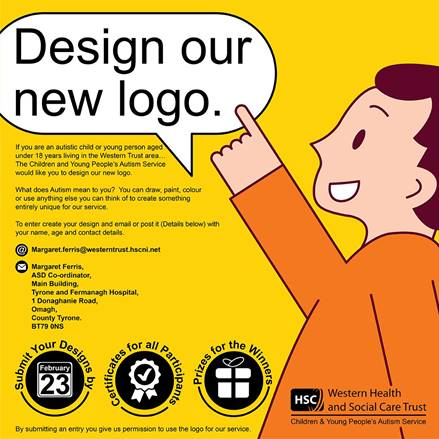 Design our
new logo.
If you are an autistic child or young person aged
under 18 years living in the Western Trust area...
The Children and Young People's Autism Service
would like you to design our new logo.
What does Autism mean to you? You can draw, paint, colour
or use anything else you can think of to create something
entirely unique for our service.
To enter create your design and email or post it (Details below) with
your name, age and contact details.
@ Margaret.ferris@westerntrust.hscni.net
Margaret Ferris,
ASD Co-ordinator,
Main Building,
Tyrone and Fermanagh Hospital,
1 Donaghanie Road,
Omagh,
County Tyrone.
BT79 0NS
Submit Your Designs by
February
23
Certificates for all Participants
Prizes for the Winners
HSC
Western Health
and Social Care Trust
Children & Young People's Autism Service
By submitting an entry you give us permission to use the logo for our service.